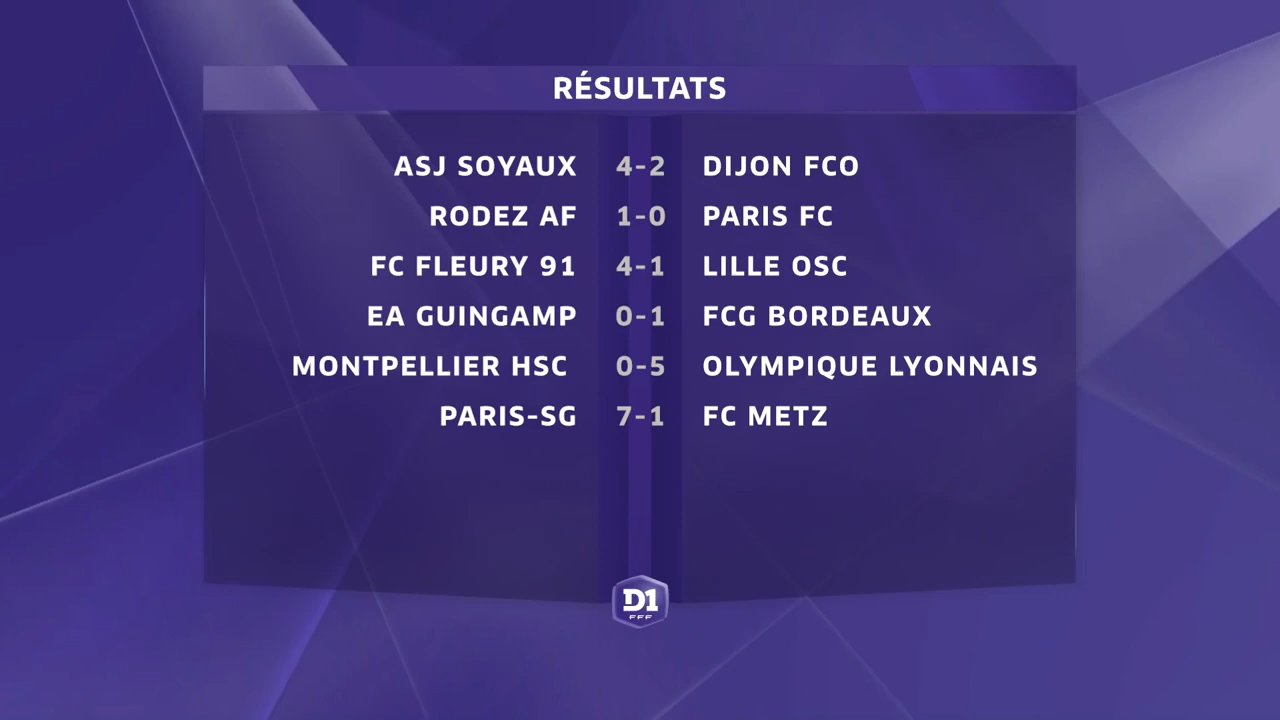 RÉSULTATS
ASJ SOYAUX 4-2 DIJON FCO
RODEZ AF 1-0 PARIS FC
FC FLEURY 91 4-1 LILLE OSC
EA GUINGAMP 0-1 FCG BORDEAUX
MONTPELLIER HSC 0-5 OLYMPIQUE LYONNAIS
PARIS-SG 7-1 FC METZ
D1
FFF